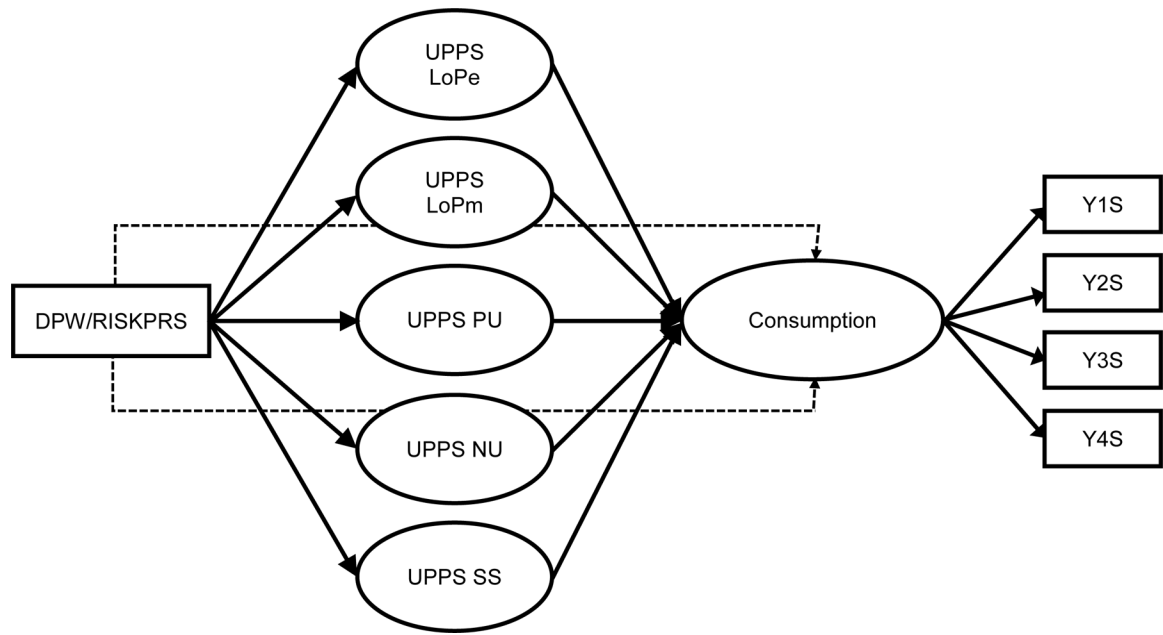 UPPS
LoPe
UPPS
LoPm
DPW/RISKPRS
UPPS PU
UPPS NU
UPPS SS
Consumption
Y1S
Y2S
Y3S
Y4S